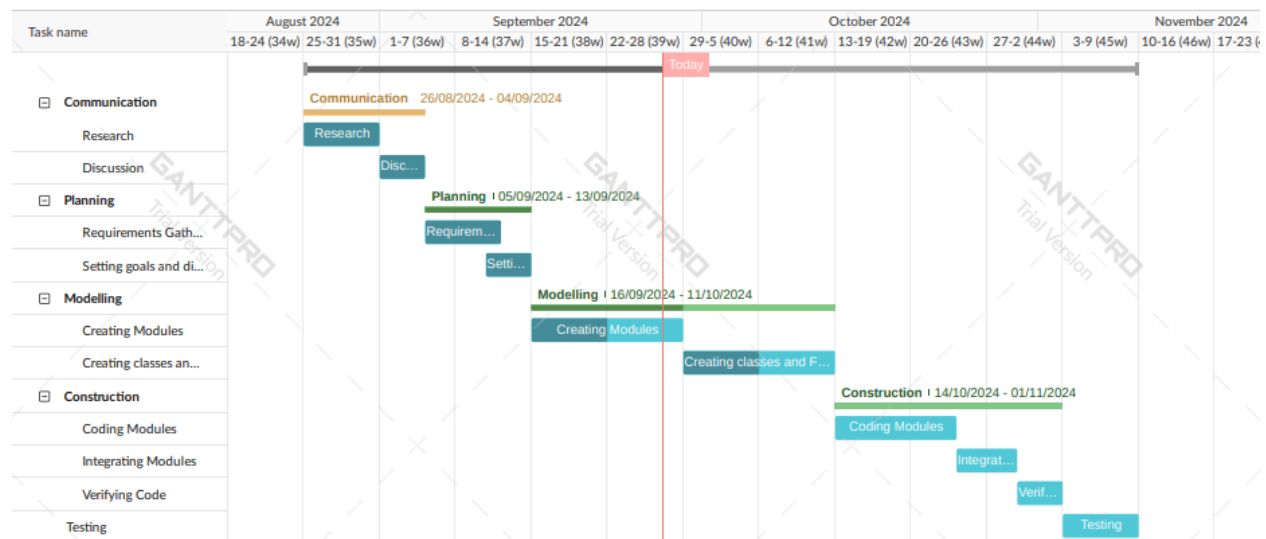 Task name
August 2024 September 2024 October 2024 November 2024
18-24 (34w) 25-31 (35w) 1-7 (36w) 8-14 (37w) 15-21 (38w) 22-28 (39w) 29-5 (40w) 6-12 (41w) 13-19 (42w) 20-26 (43w) 27-2 (44w) 3-9 (45w) 10-16 (46w) 17-23 (
Today
Communication Communication 26/08/2024 - 04/09/2024
Research Research
Discussion Disc...
Planning Planning 05/09/2024 - 13/09/2024
Requirements Gath... Requirem...
Setting goals and di... Setti...
Modelling Modelling 16/09/2024 - 11/10/2024
Creating Modules Creating Modules
Creating classes an... Creating classes and F...
Construction Construction 14/10/2024 - 01/11/2024
Coding Modules Coding Modules
Integrating Modules Integrat...
Verifying Code Verif...
Testing Testing
GANTTPRO
Trial Version
GANTTPRO
Trial Version
GANTTPRO
Trial Version